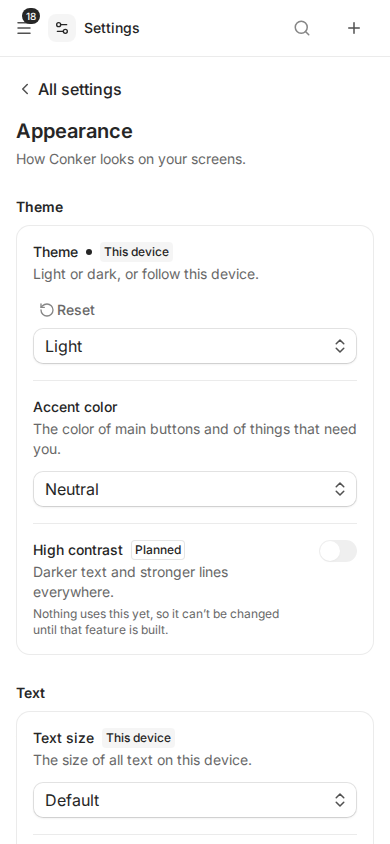 18
Settings
All settings
Appearance
How Conker looks on your screens.
Theme
Theme
This device
Light or dark, or follow this device.
Reset
Light
Accent color
The color of main buttons and of things that need
you.
Neutral
High contrast
Planned
Darker text and stronger lines
everywhere.
Nothing uses this yet, so it can’t be changed
until that feature is built.
Text
Text size
This device
The size of all text on this device.
Default